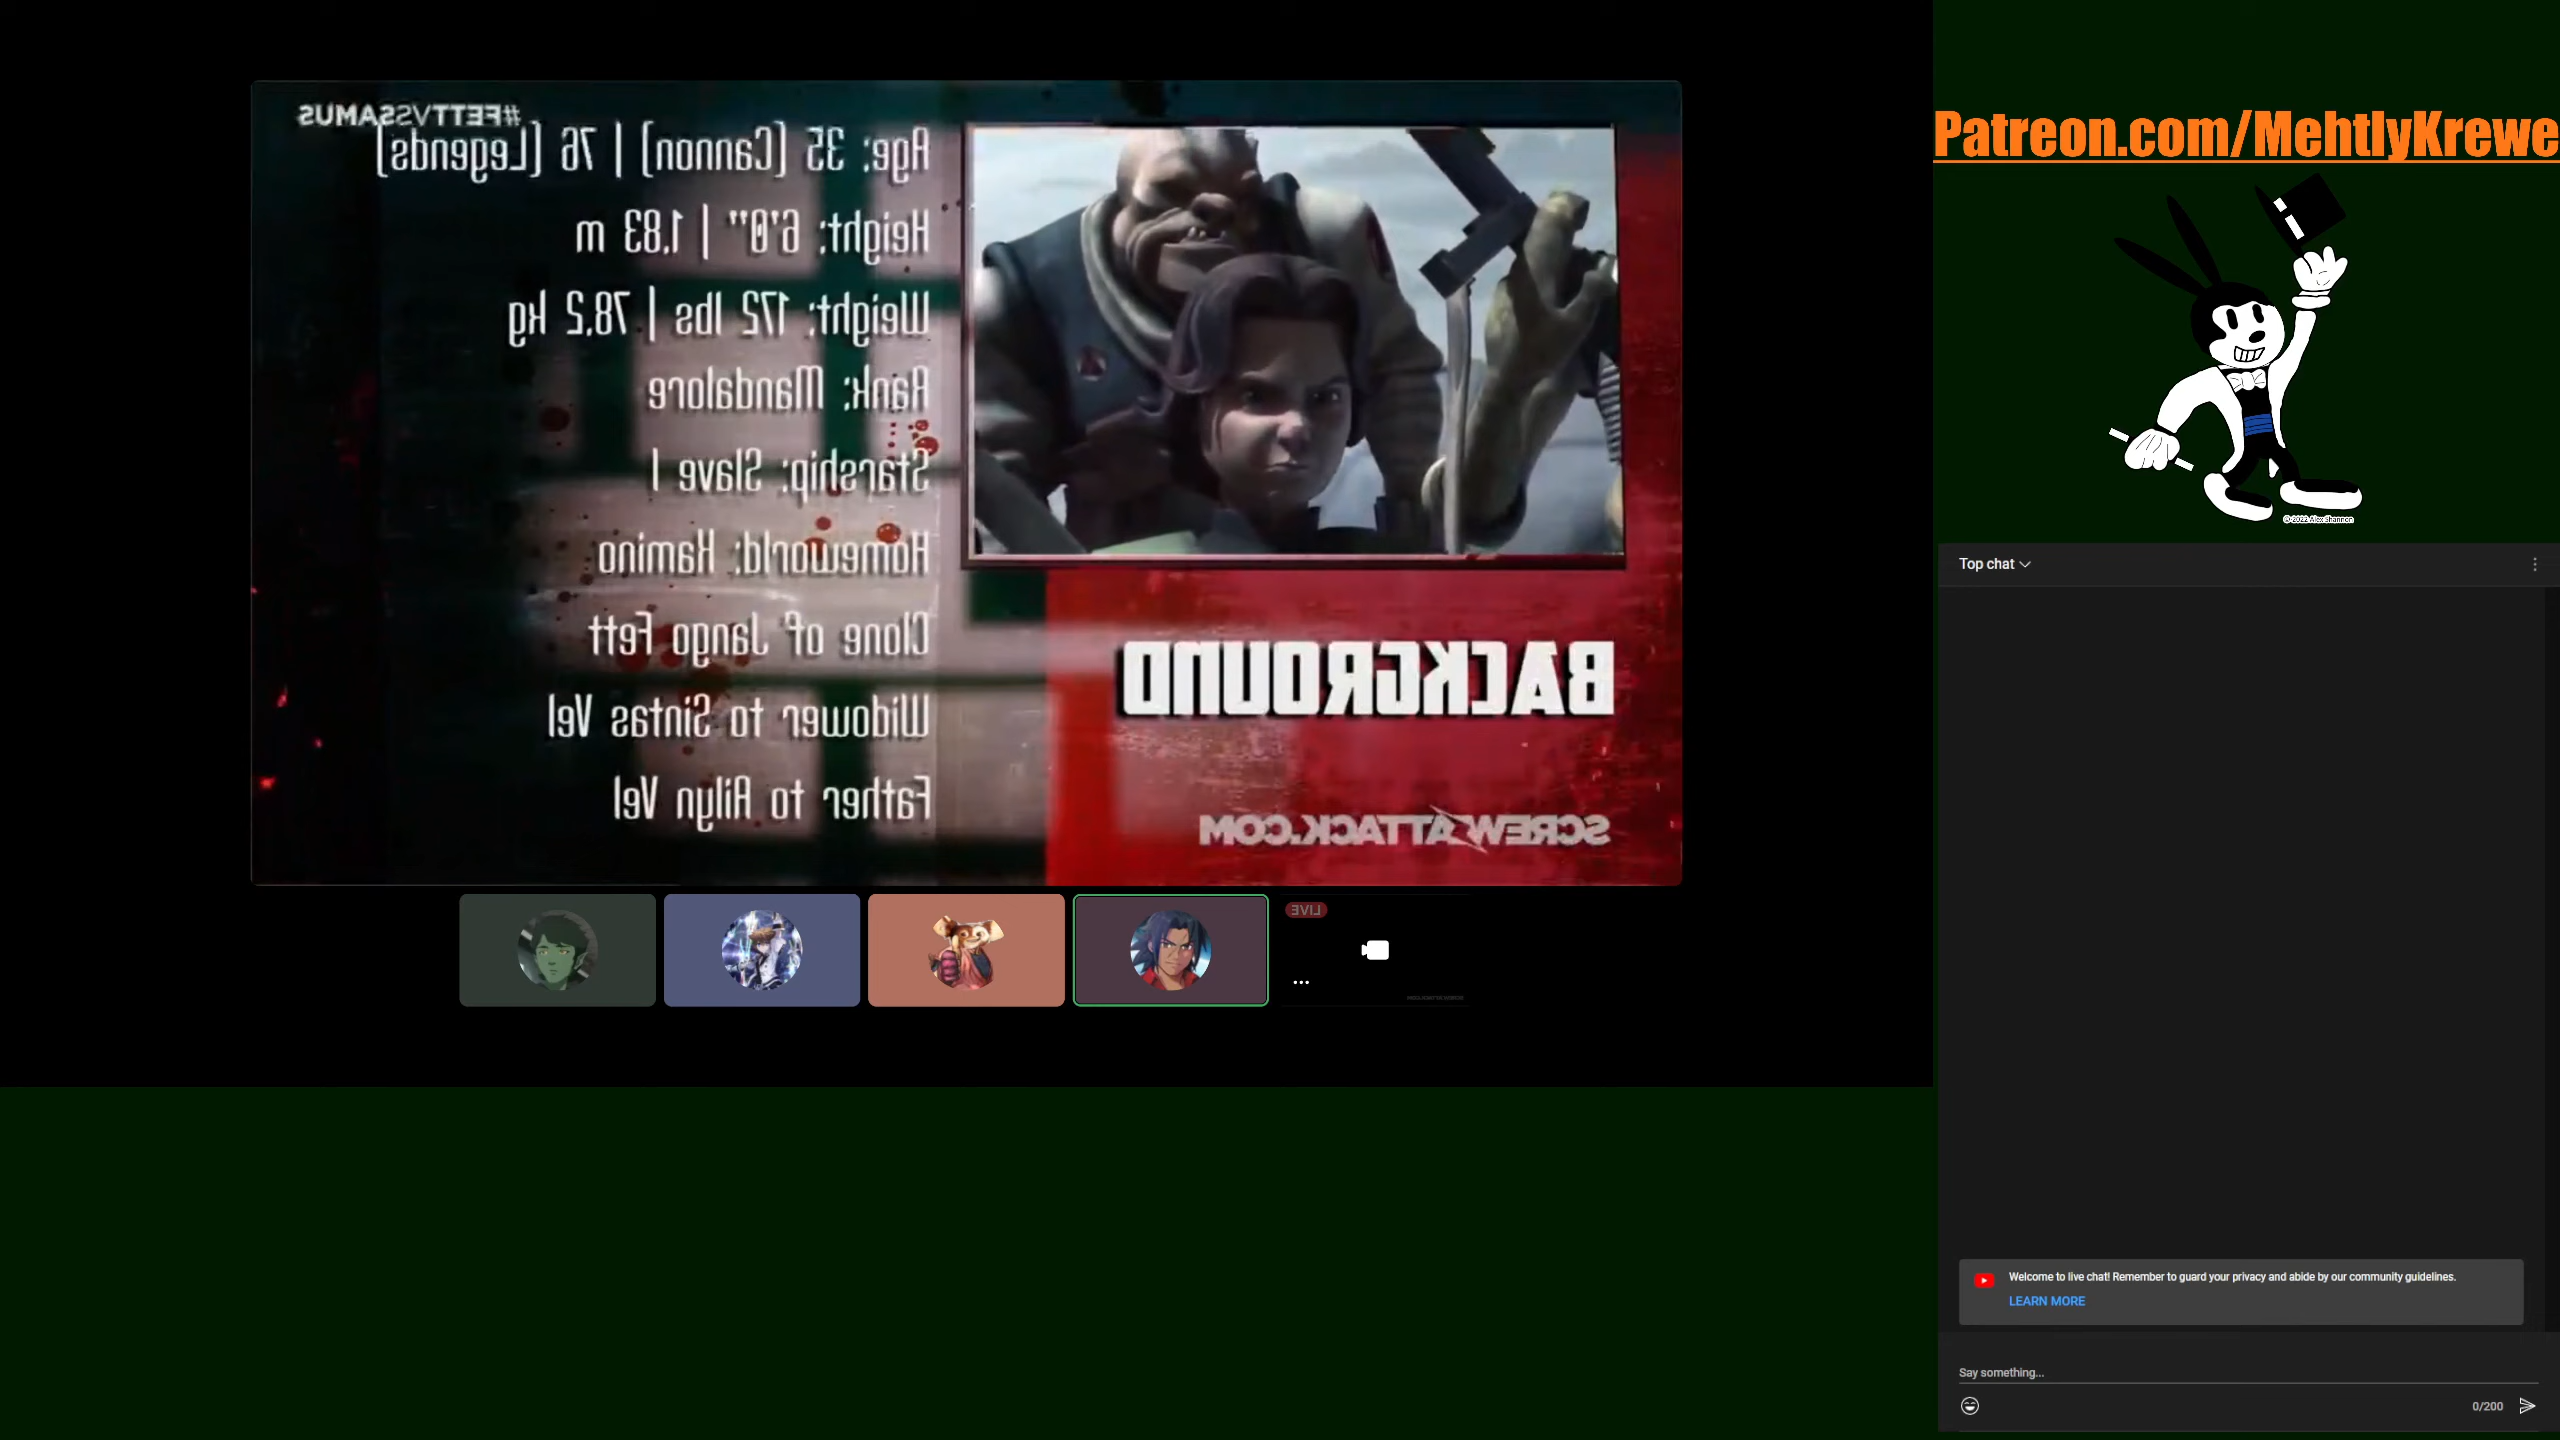 #FETTVSSAMUS
Age: 35 (Cannon) | 76 (Legends)
Height: 6'0" | 1.83 m
Weight: 172 lbs | 78.2 kg
Rank: Mandalore
Starship: Slave I
Homeworld: Kamino
Clone of Jango Fett
Widower to Sintas Vel
Father to Ailyn Vel
BACKGROUND
SCREWATTACK.COM
LIVE
...
Patreon.com/MehtlyKrewe
© 2022 Alex Shannon
Top chat
Welcome to live chat! Remember to guard your privacy and abide by our community guidelines.
LEARN MORE
Say something...
0/200